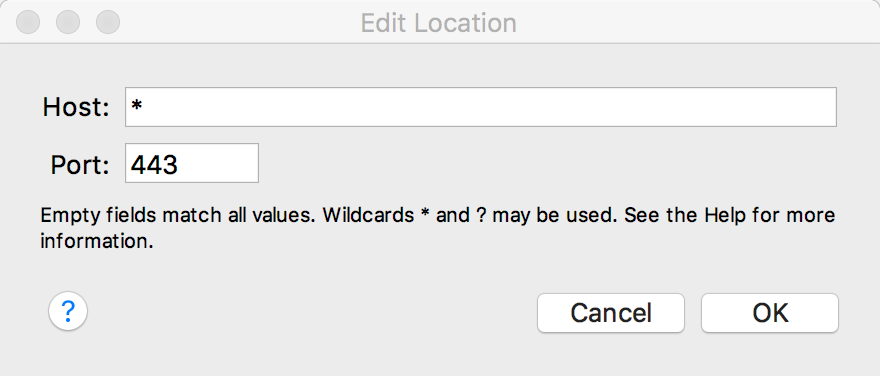 Edit Location
Host: *
Port: 443
Empty fields match all values. Wildcards * and ? may be used. See the Help for more
information.
? Cancel OK